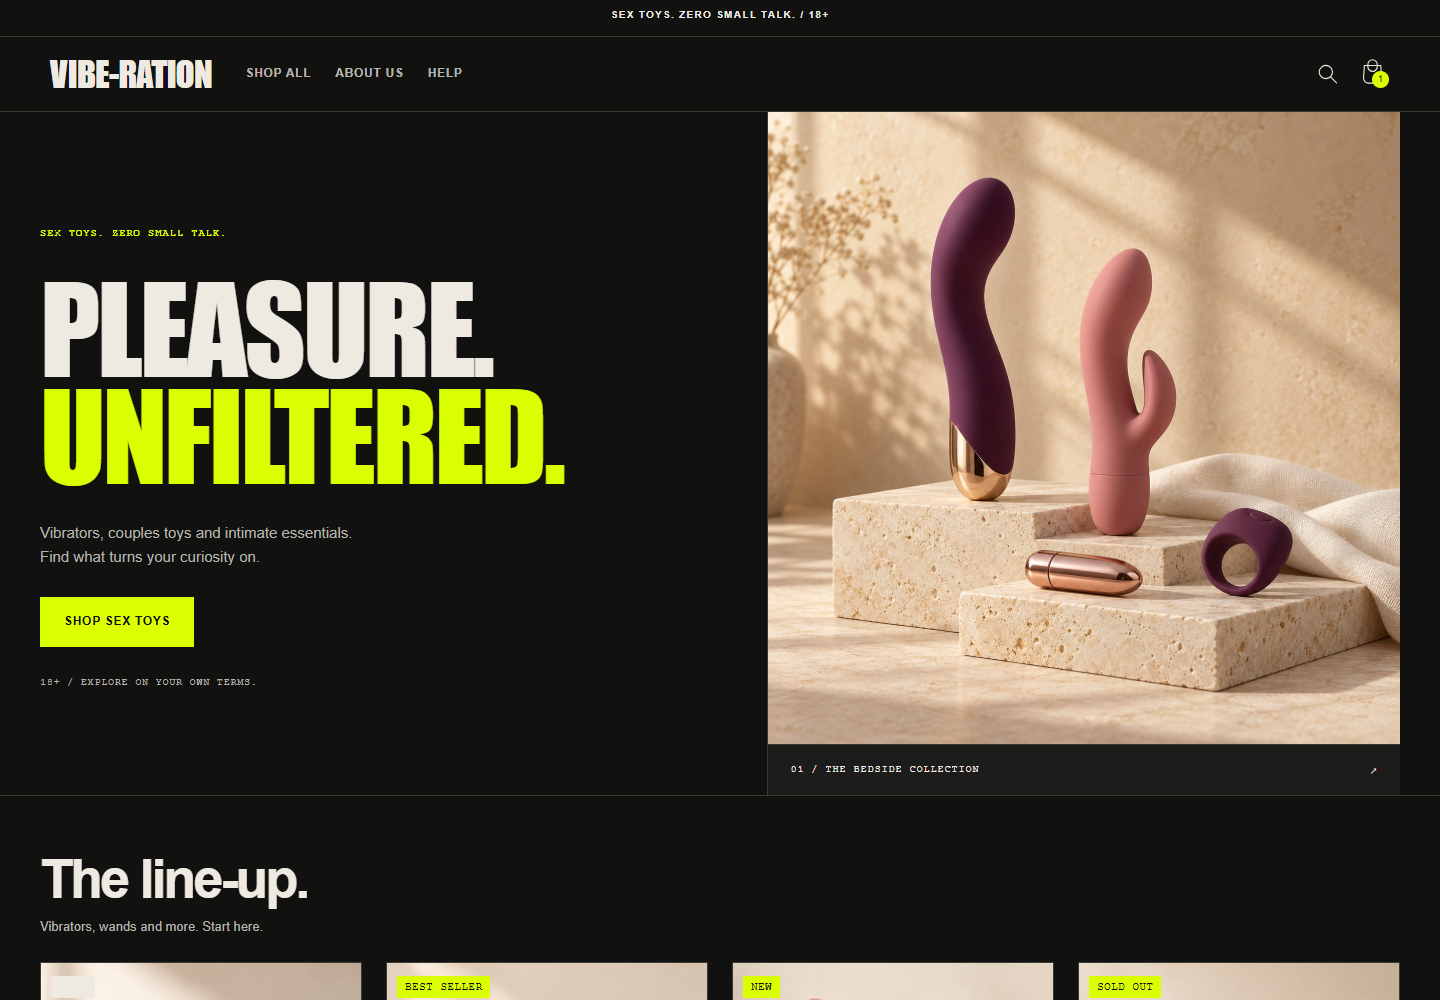 SEX TOYS. ZERO SMALL TALK. / 18+
VIBE-RATION
SHOP ALL
ABOUT US
HELP
1
SEX TOYS. ZERO SMALL TALK.
PLEASURE.
UNFILTERED.
Vibrators, couples toys and intimate essentials.
Find what turns your curiosity on.
SHOP SEX TOYS
18+ / EXPLORE ON YOUR OWN TERMS.
01 / THE BEDSIDE COLLECTION ↗
The line-up.
Vibrators, wands and more. Start here.
BEST SELLER
NEW
SOLD OUT